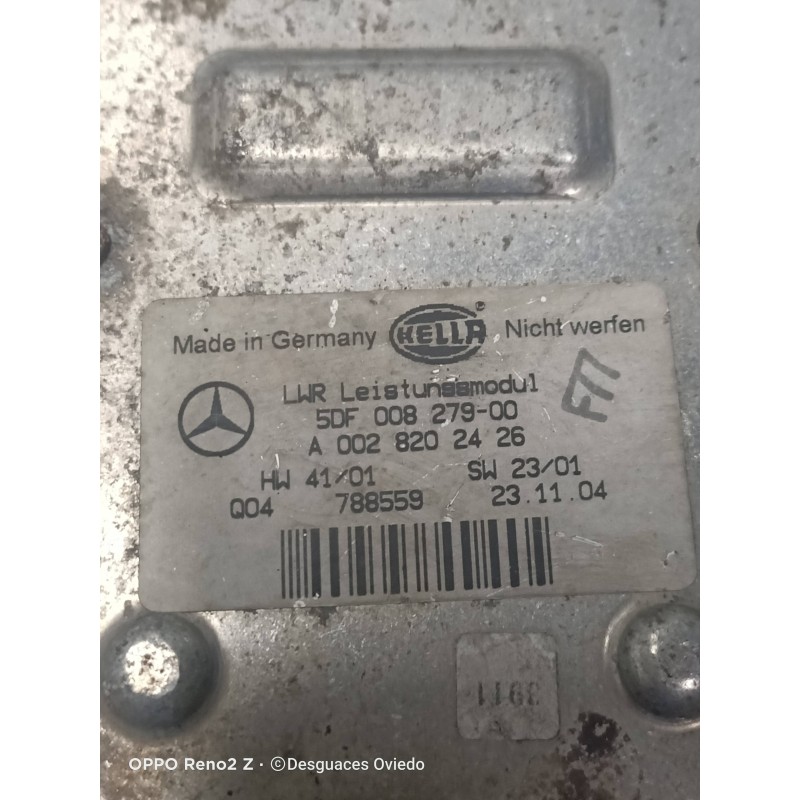 Made in Germany HELLA ® Nicht werfen
LWR Leistungsmodul
5DF 008 279-00
A 002 820 24 26
HW 41/01 SW 23/01
Q04 788559 23.11.04
F77
3911
OPPO Reno2 Z · ©Desguaces Oviedo